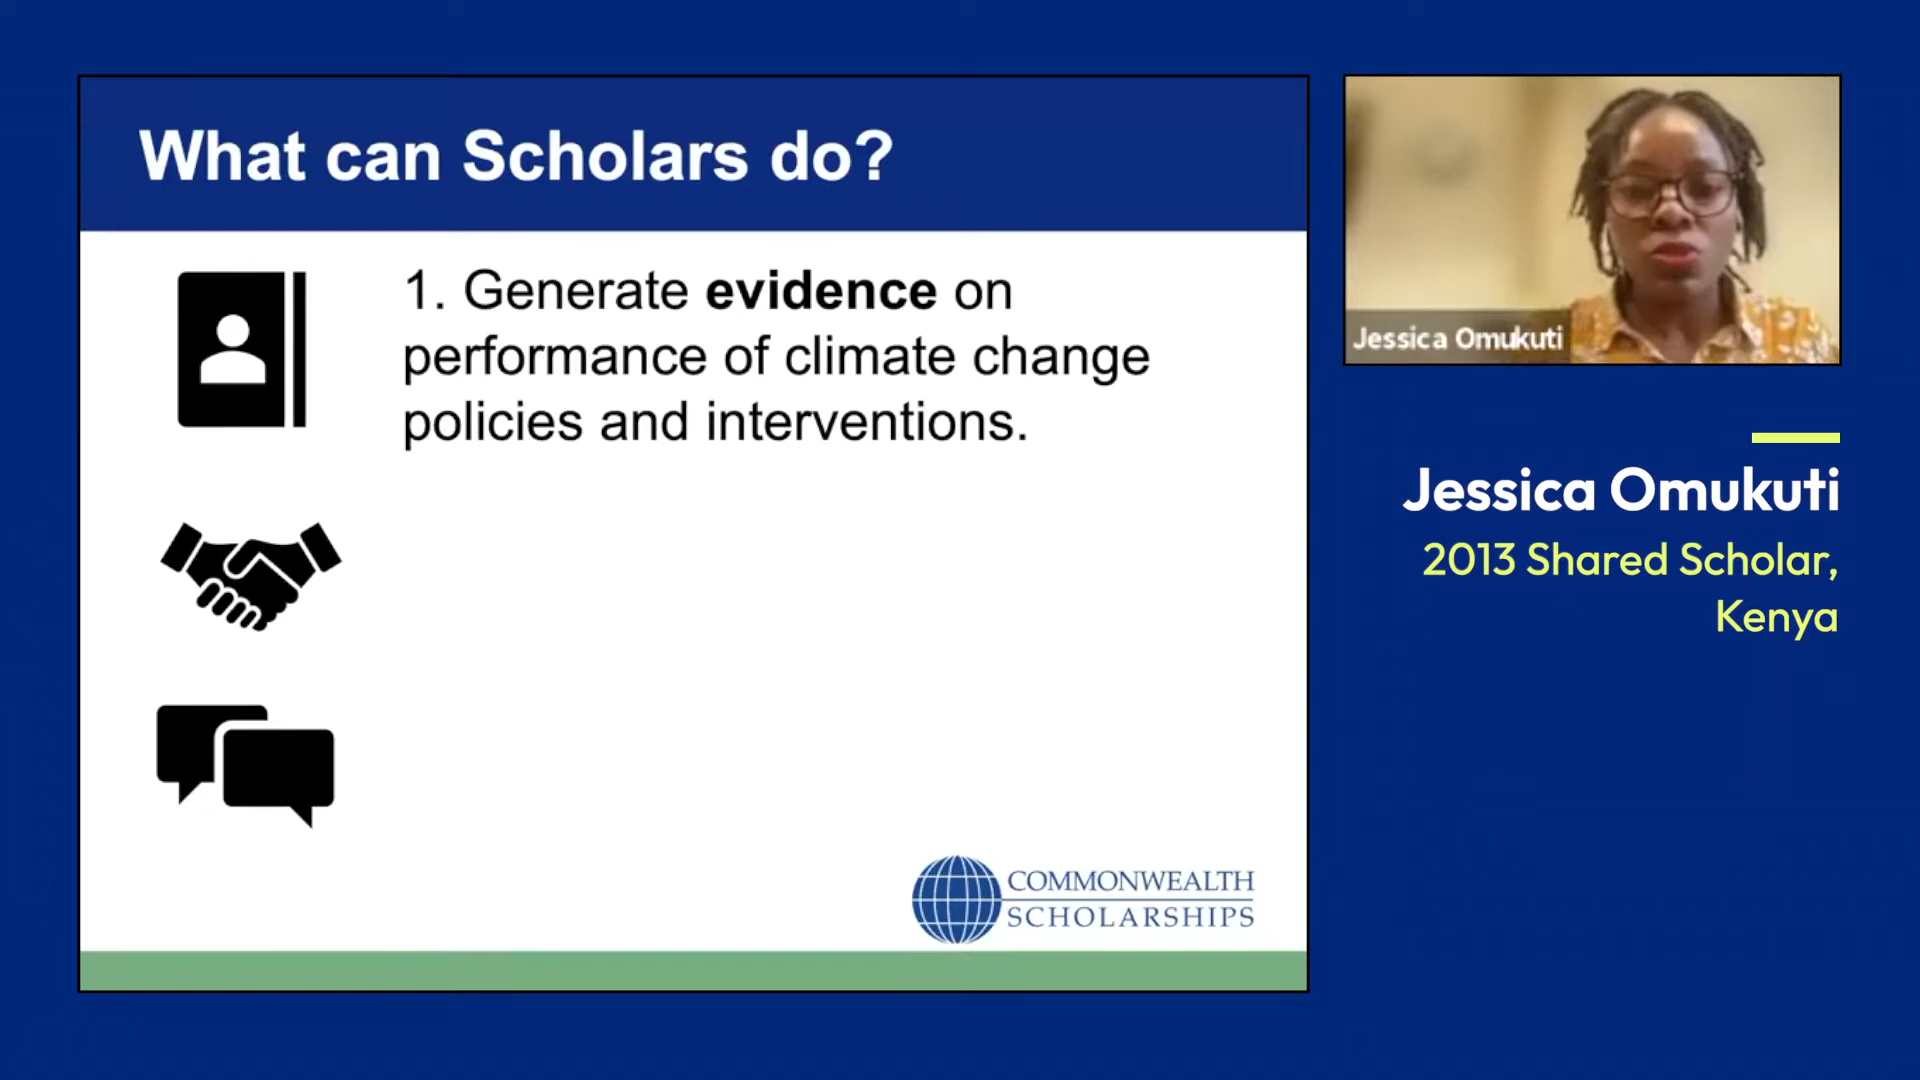 What can Scholars do?
1. Generate evidence on
performance of climate change
policies and interventions.
COMMONWEALTH
SCHOLARSHIPS
Jessica Omukuti
Jessica Omukuti
2013 Shared Scholar,
Kenya